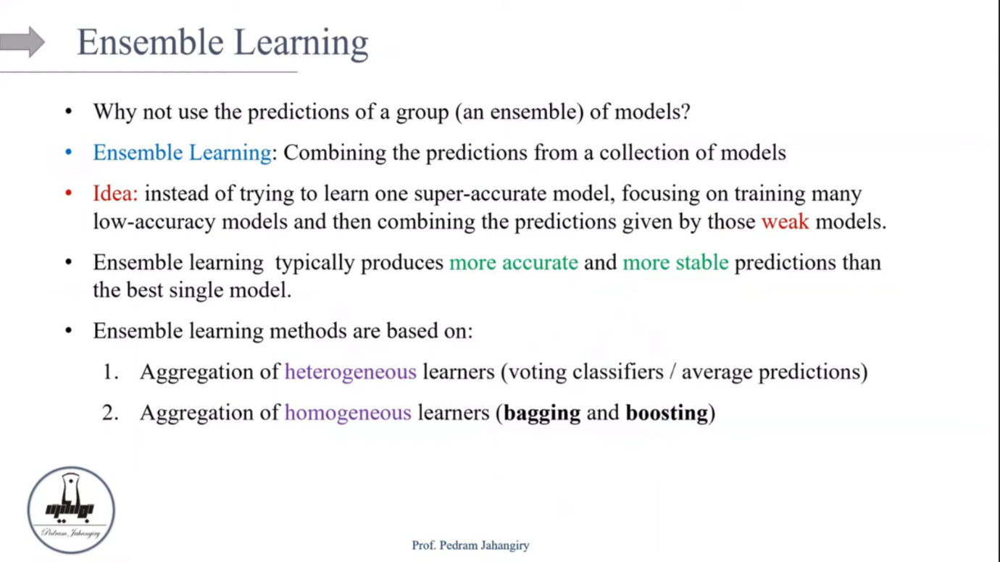 Ensemble Learning
• Why not use the predictions of a group (an ensemble) of models?
• Ensemble Learning: Combining the predictions from a collection of models
• Idea: instead of trying to learn one super-accurate model, focusing on training many
low-accuracy models and then combining the predictions given by those weak models.
• Ensemble learning typically produces more accurate and more stable predictions than
the best single model.
• Ensemble learning methods are based on:
1. Aggregation of heterogeneous learners (voting classifiers / average predictions)
2. Aggregation of homogeneous learners (bagging and boosting)
Pedram Jahangiry
Prof. Pedram Jahangiry